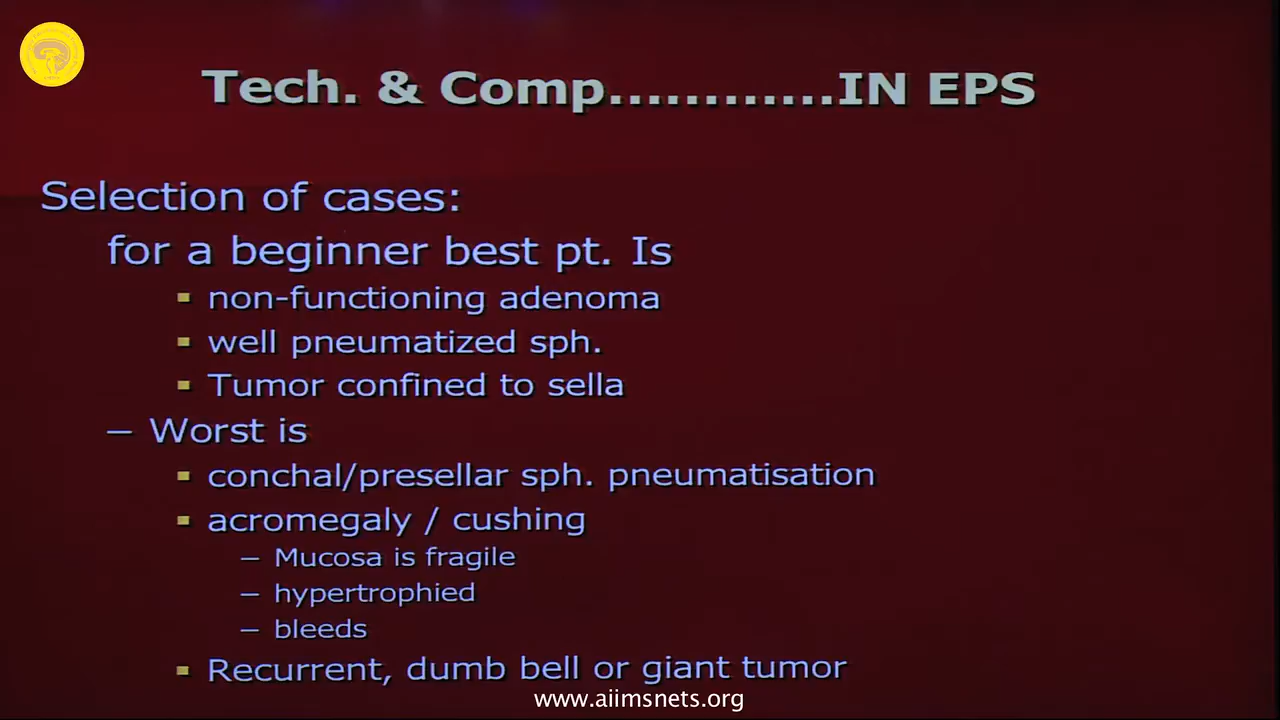 Tech. & Comp............IN EPS
Selection of cases:
for a beginner best pt. Is
▪ non-functioning adenoma
▪ well pneumatized sph.
▪ Tumor confined to sella
– Worst is
▪ conchal/presellar sph. pneumatisation
▪ acromegaly / cushing
– Mucosa is fragile
– hypertrophied
– bleeds
▪ Recurrent, dumb bell or giant tumor
www.aiimsnets.org